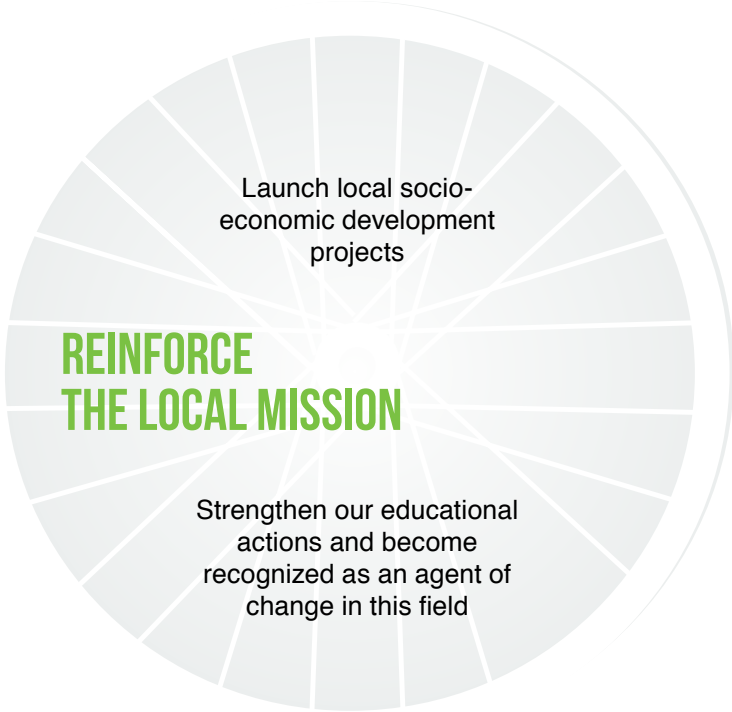 Launch local socio-
economic development
projects
REINFORCE
THE LOCAL MISSION
Strengthen our educational
actions and become
recognized as an agent of
change in this field